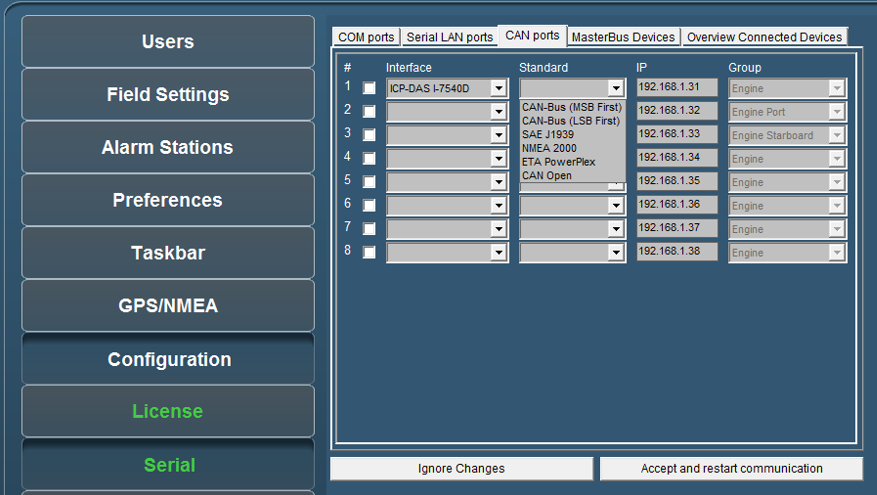 Users
Field Settings
Alarm Stations
Preferences
Taskbar
GPS/NMEA
Configuration
License
Serial
COM ports Serial LAN ports CAN ports MasterBus Devices Overview Connected Devices
# Interface Standard IP Group
1 ICP-DAS I-7540D 192.168.1.31 Engine
CAN-Bus (MSB First)
CAN-Bus (LSB First)
SAE J1939
NMEA 2000
ETA PowerPlex
CAN Open
2 192.168.1.32 Engine Port
3 192.168.1.33 Engine Starboard
4 192.168.1.34 Engine
5 192.168.1.35 Engine
6 192.168.1.36 Engine
7 192.168.1.37 Engine
8 192.168.1.38 Engine
Ignore Changes Accept and restart communication